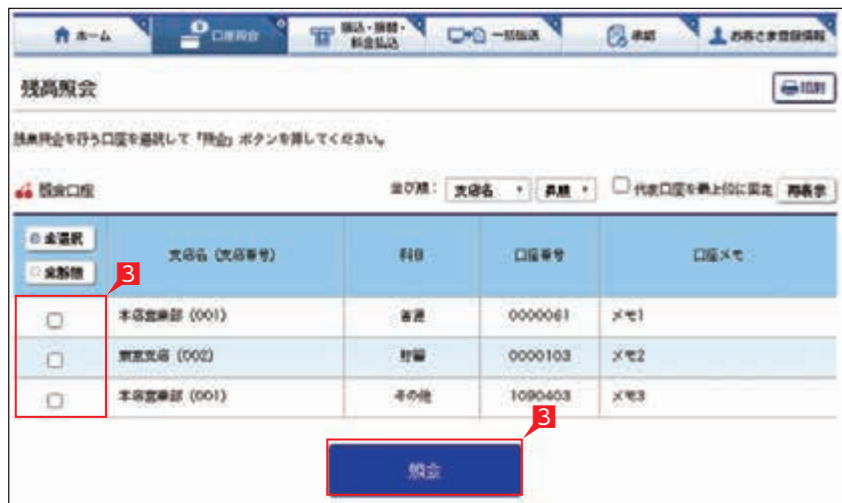 ホーム
口座照会
振込・振替・
料金払込
一括伝送
承認
お客さま登録情報
残高照会
印刷
残高照会を行う口座を選択して「照会」ボタンを押してください。
照会口座
並び順： 支店名 昇順 代表口座を最上位に固定 再表示
全選択
全解除
支店名（支店番号） 科目 口座番号 口座メモ
3
本店営業部（001） 普通 0000061 メモ1
東京支店（002） 貯蓄 0000103 メモ2
本店営業部（001） その他 1090403 メモ3
3
照会